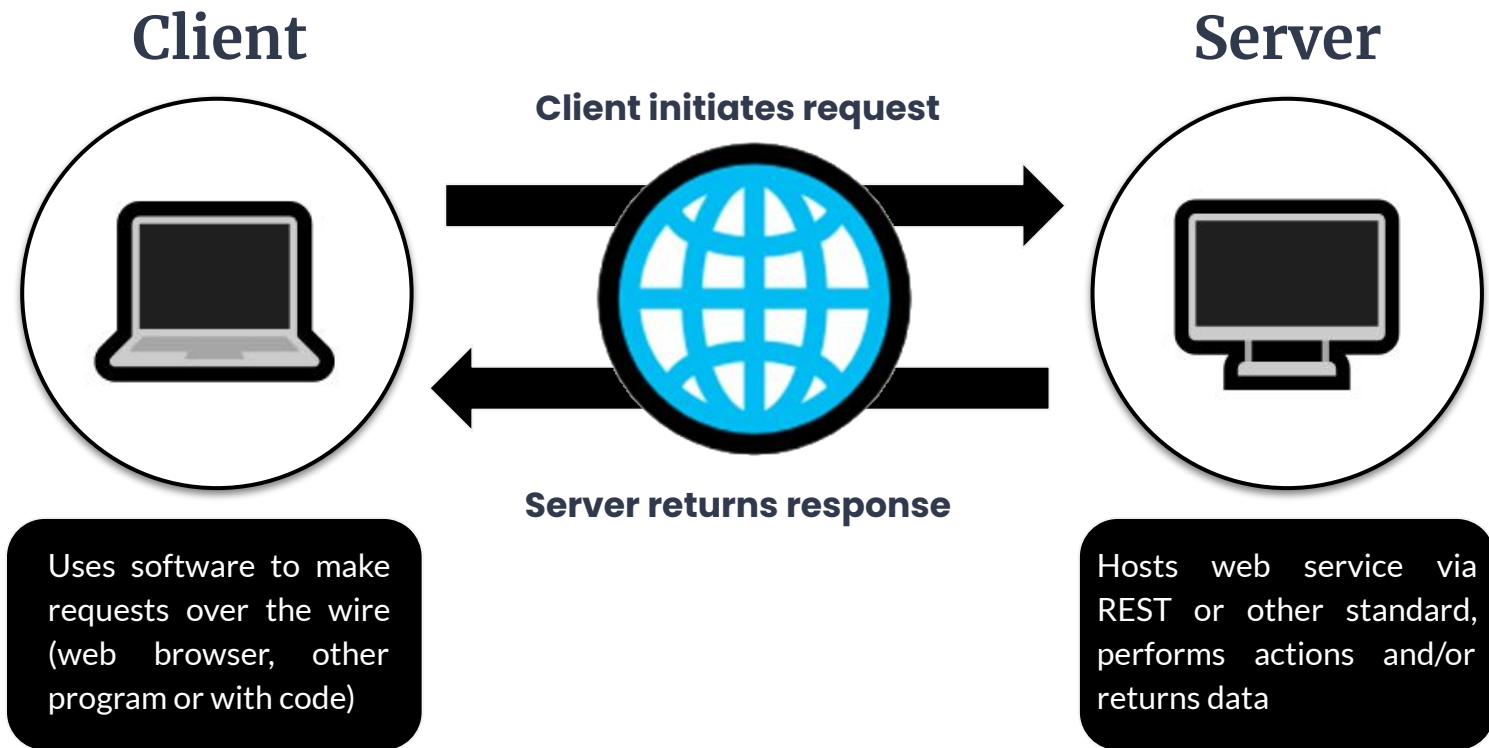 Client
Server
Client initiates request
Server returns response
Uses software to make
requests over the wire
(web browser, other
program or with code)
Hosts web service via
REST or other standard,
performs actions and/or
returns data